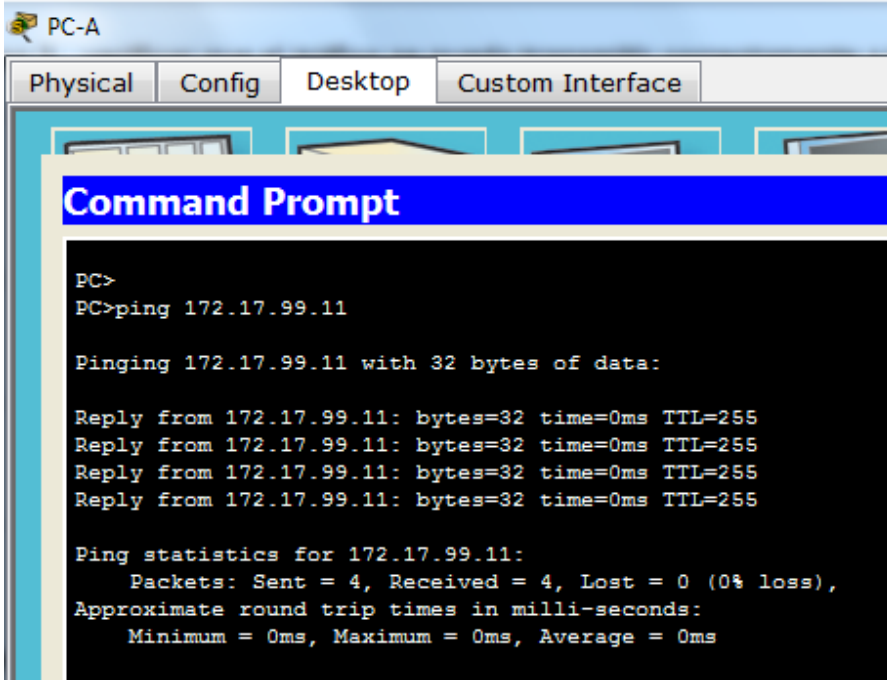 PC-A
Physical Config Desktop Custom Interface
Command Prompt
PC>
PC>ping 172.17.99.11
Pinging 172.17.99.11 with 32 bytes of data:
Reply from 172.17.99.11: bytes=32 time=0ms TTL=255
Reply from 172.17.99.11: bytes=32 time=0ms TTL=255
Reply from 172.17.99.11: bytes=32 time=0ms TTL=255
Reply from 172.17.99.11: bytes=32 time=0ms TTL=255
Ping statistics for 172.17.99.11:
Packets: Sent = 4, Received = 4, Lost = 0 (0% loss),
Approximate round trip times in milli-seconds:
Minimum = 0ms, Maximum = 0ms, Average = 0ms